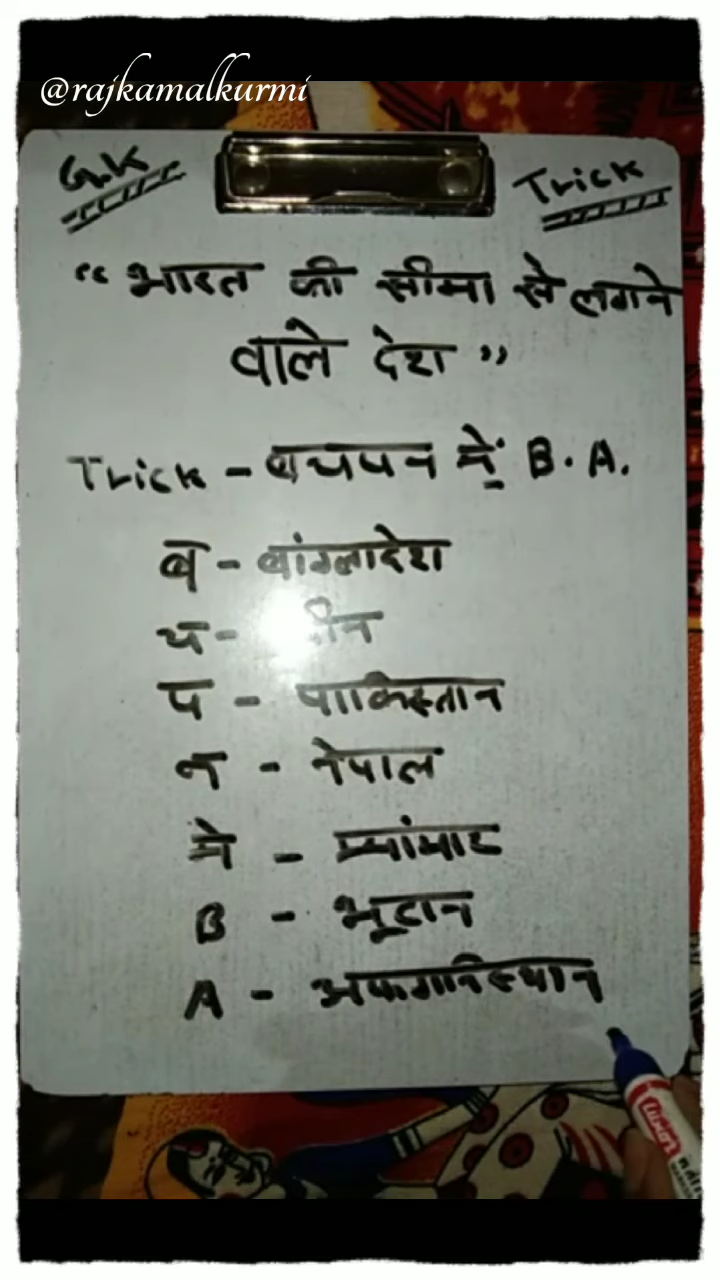 @rajkamalkurmi
G.K Trick
“ भारत की सीमा से लगने
वाले देश ”
Trick - बचपन में B.A.
ब - बांग्लादेश
च - ीन
प - पाकिस्तान
न - नेपाल
मे - म्यांमार
B - भूटान
A - अफगानिस्थान